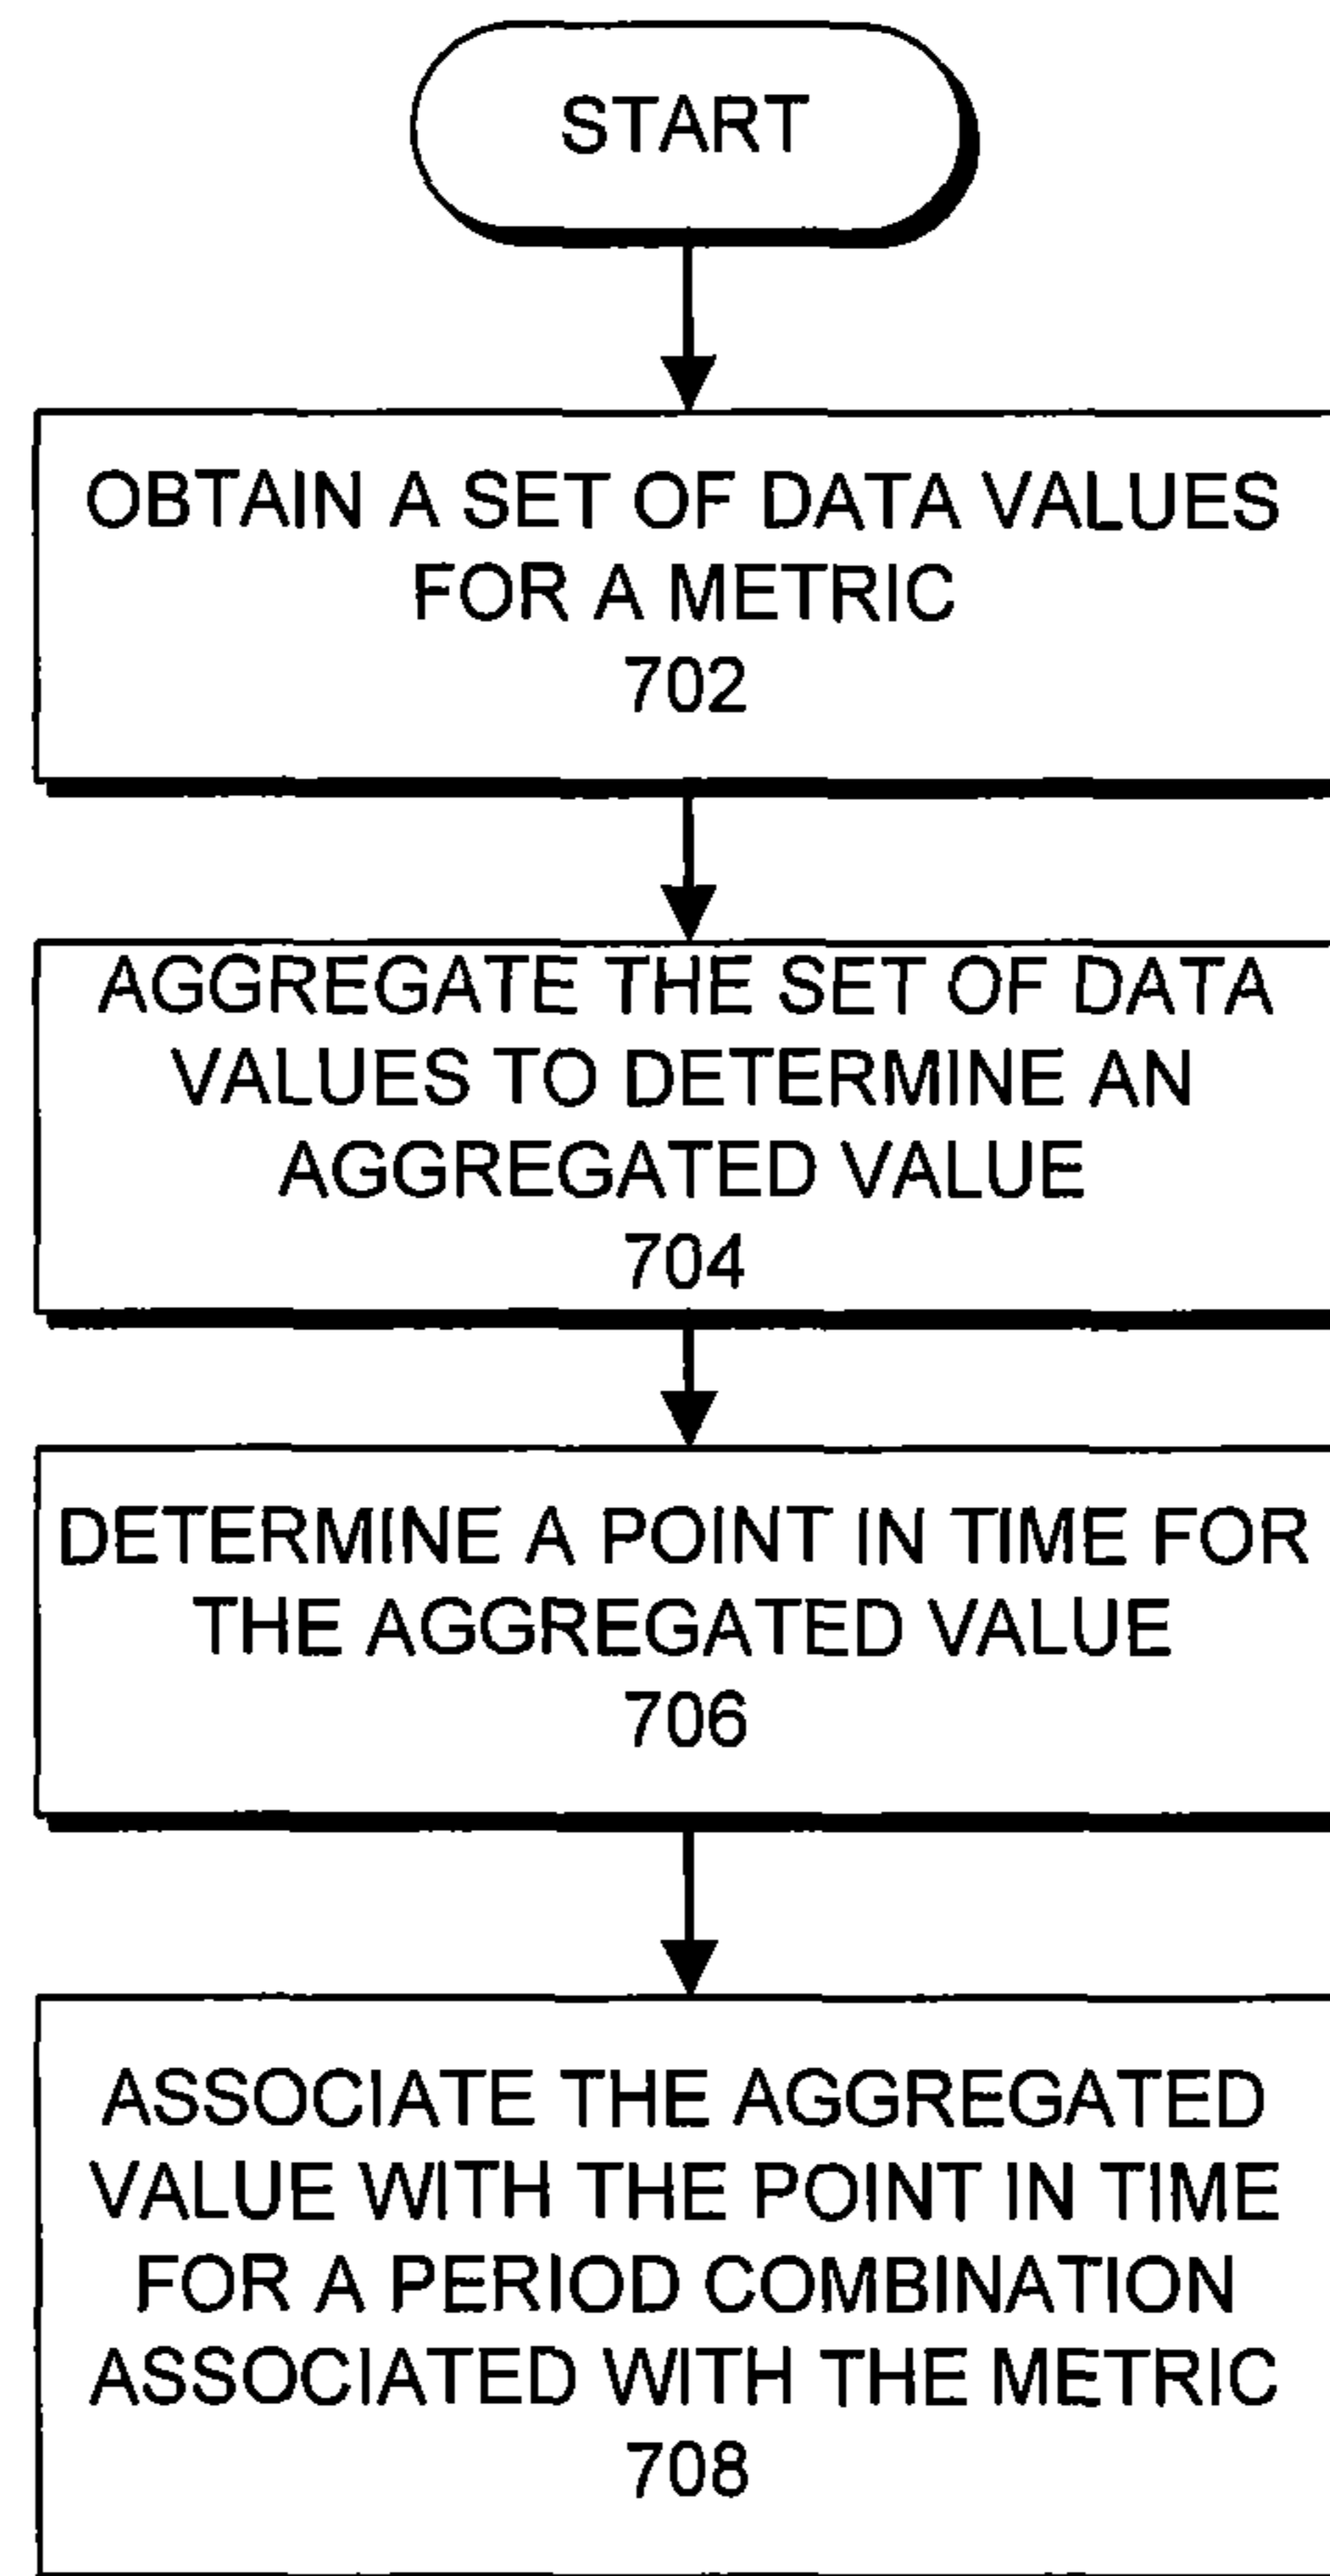 START
OBTAIN A SET OF DATA VALUES
FOR A METRIC
702
AGGREGATE THE SET OF DATA
VALUES TO DETERMINE AN
AGGREGATED VALUE
704
DETERMINE A POINT IN TIME FOR
THE AGGREGATED VALUE
706
ASSOCIATE THE AGGREGATED
VALUE WITH THE POINT IN TIME
FOR A PERIOD COMBINATION
ASSOCIATED WITH THE METRIC
708